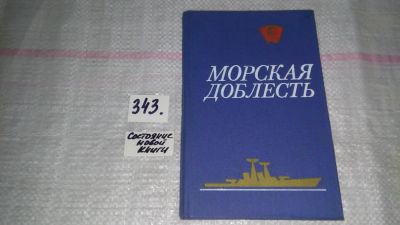 343.
Состояние
новой
книги
МОРСКАЯ
ДОБЛЕСТЬ